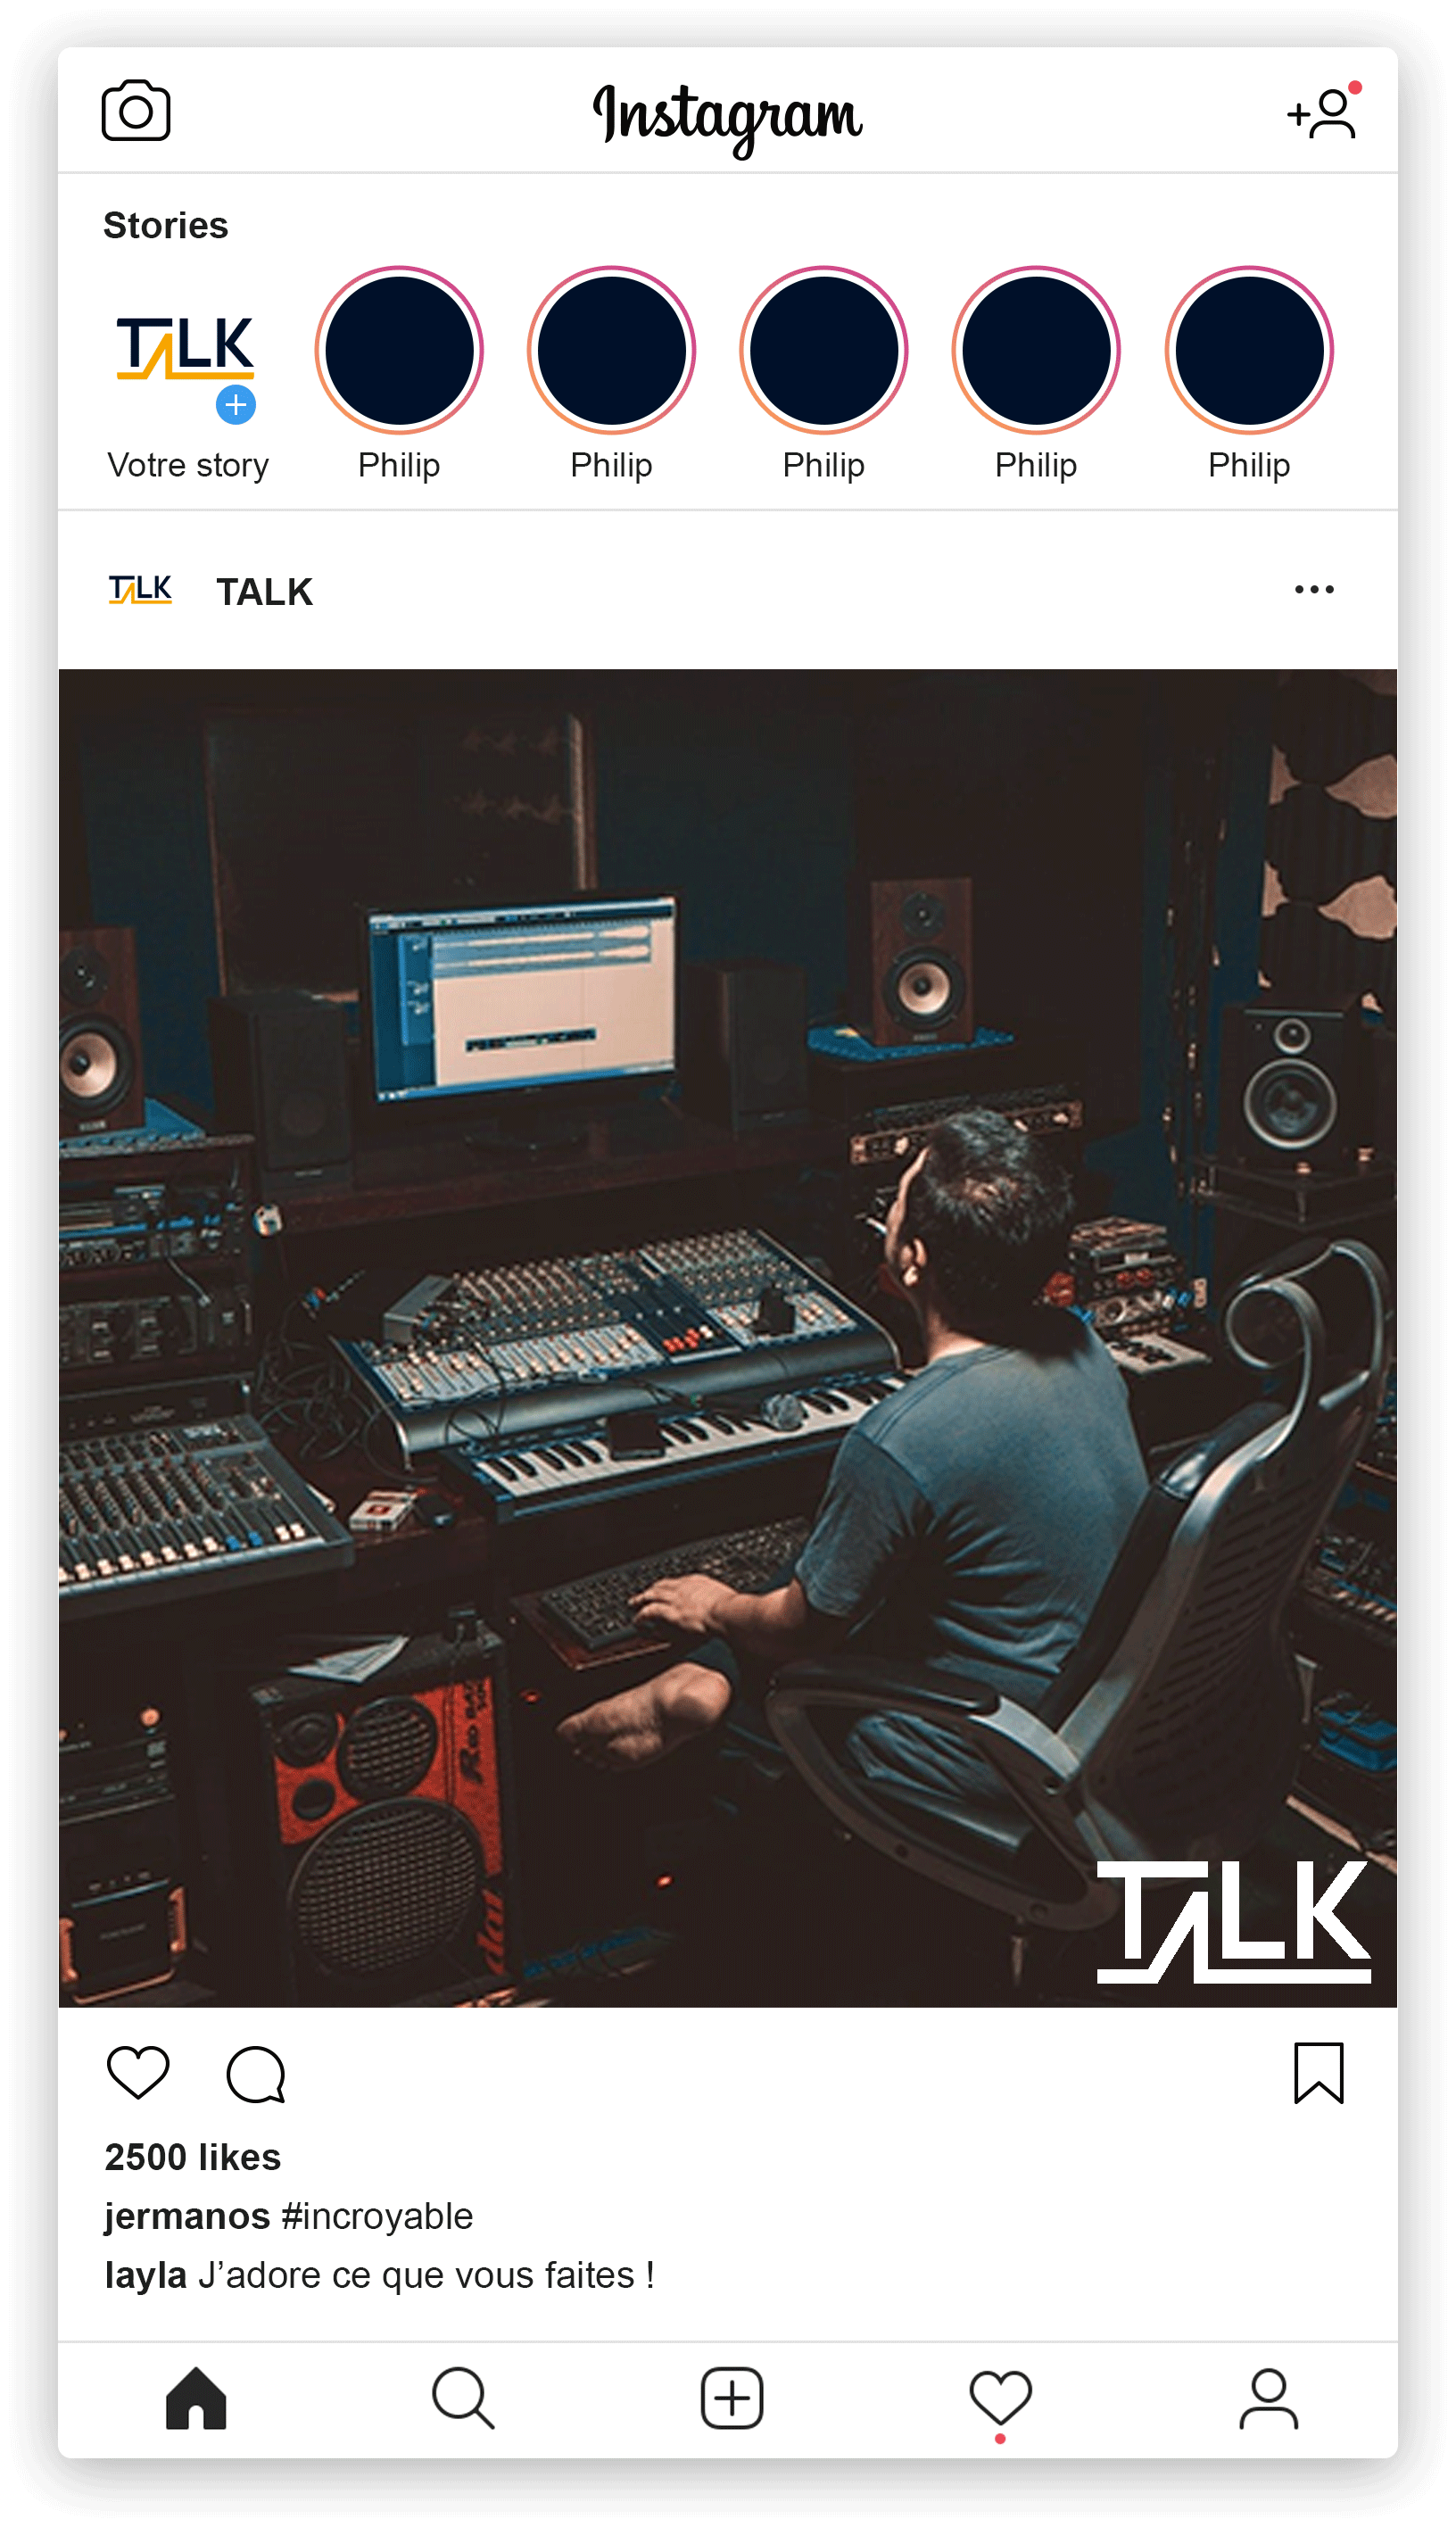 Instagram
Stories
TALK
Votre story
Philip
Philip
Philip
Philip
Philip
TALK
TALK
TALK
2500 likes
jermanos #incroyable
layla J’adore ce que vous faites !